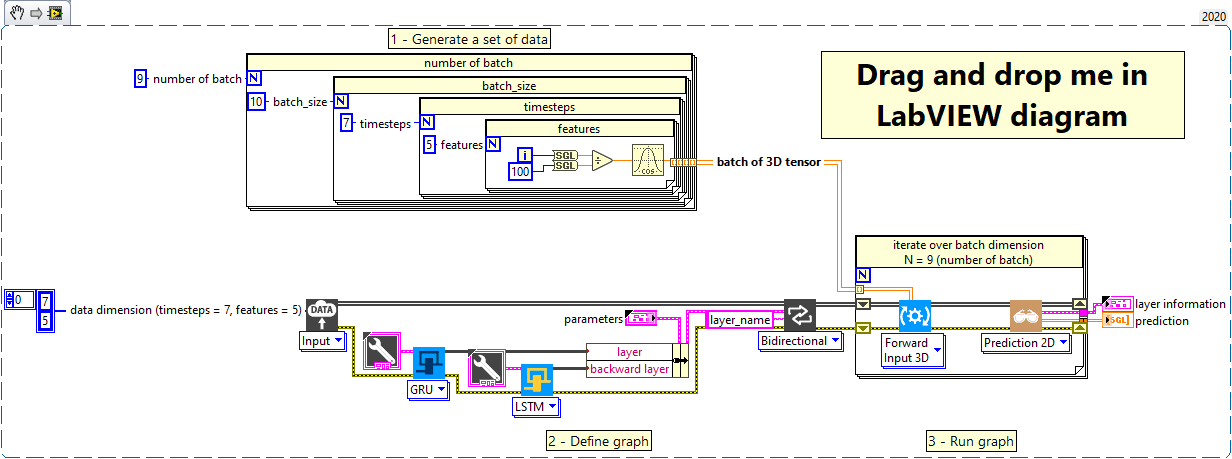 2020
1 - Generate a set of data
number of batch
9 number of batch N
batch_size
10 batch_size N
timesteps
7 timesteps N
features
5 features N
i
100
SGL
SGL
÷
COS
batch of 3D tensor
Drag and drop me in
LabVIEW diagram
iterate over batch dimension
N = 9 (number of batch)
N
0
7
5
data dimension (timesteps = 7, features = 5)
DATA
Input
GRU
LSTM
parameters
layer
backward layer
layer_name
Bidirectional
Forward
Input 3D
Prediction 2D
layer information
SGL
prediction
2 - Define graph
3 - Run graph